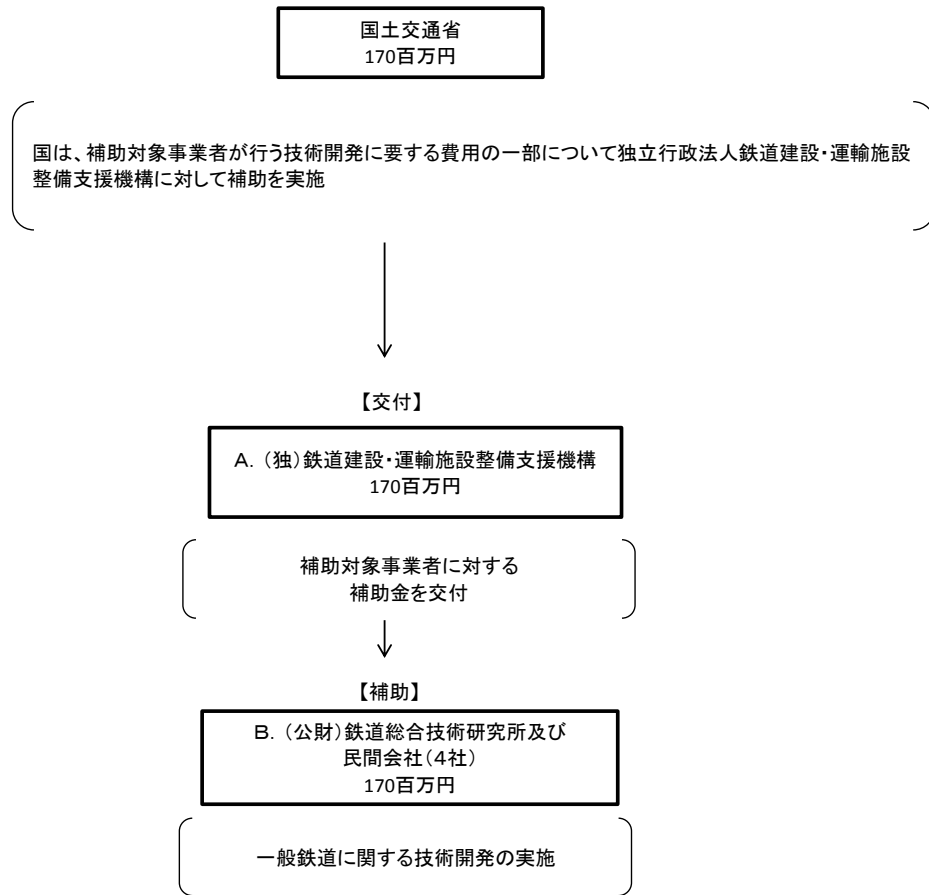 国土交通省
170百万円
国は、補助対象事業者が行う技術開発に要する費用の一部について独立行政法人鉄道建設・運輸施設
整備支援機構に対して補助を実施
【交付】
A.（独）鉄道建設・運輸施設整備支援機構
170百万円
補助対象事業者に対する
補助金を交付
【補助】
B.（公財）鉄道総合技術研究所及び
民間会社（4社）
170百万円
一般鉄道に関する技術開発の実施